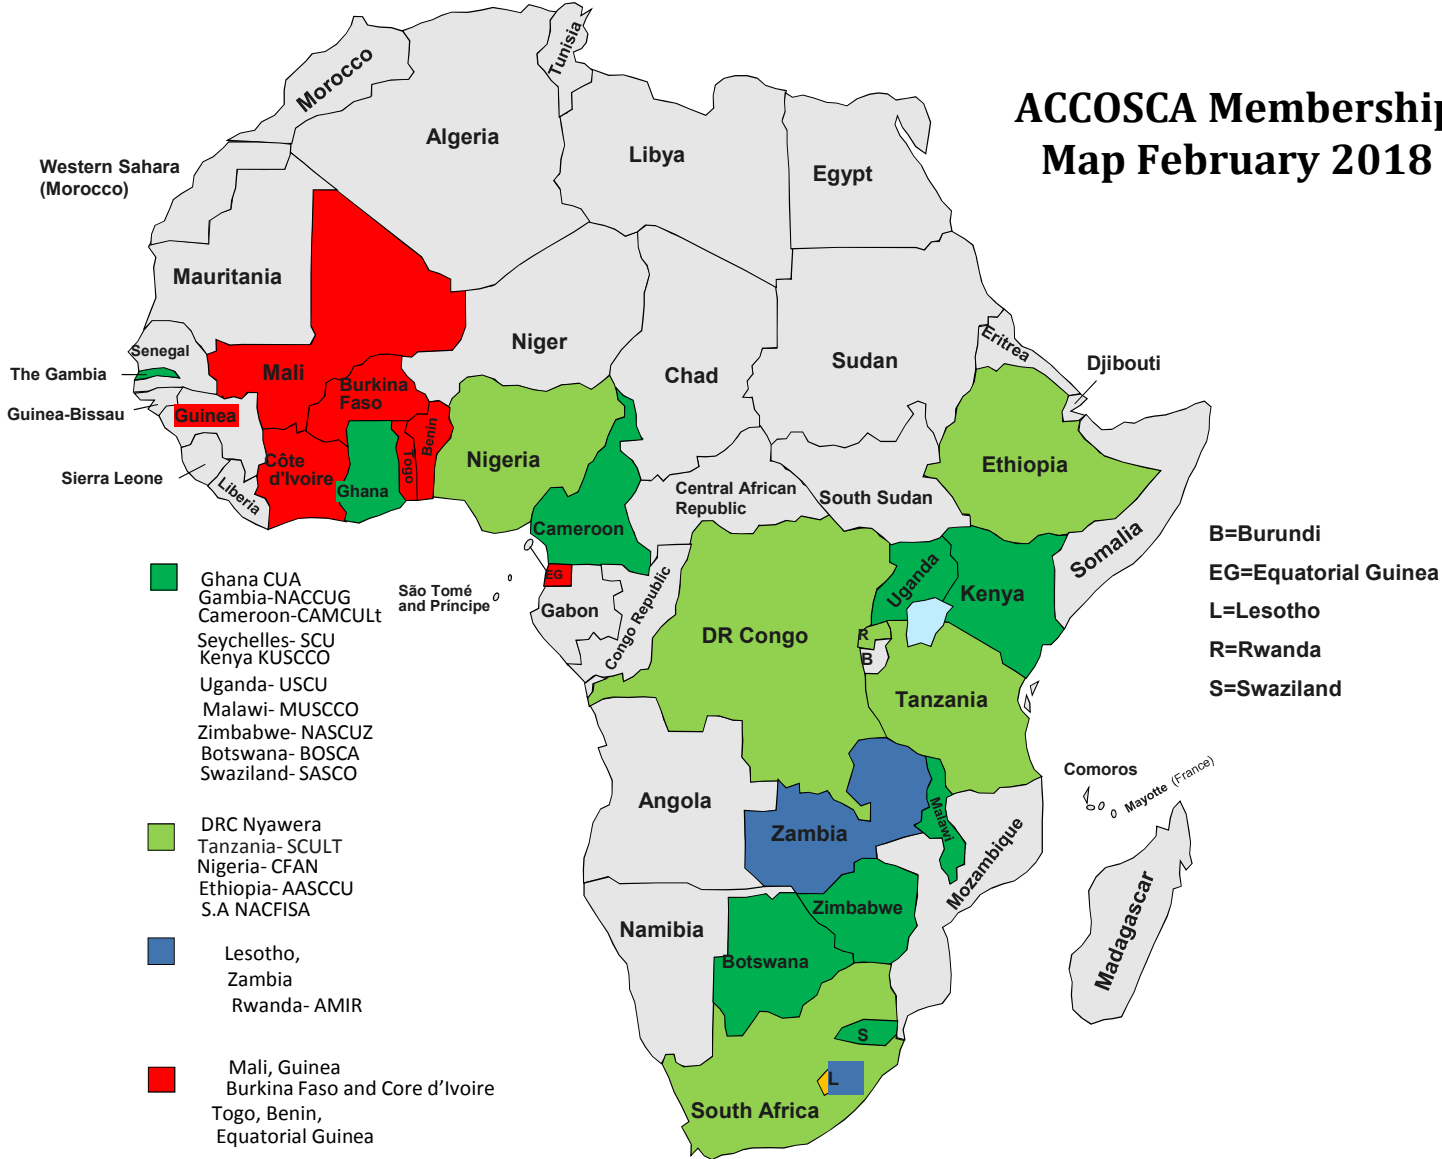 ACCOSCA Membership
Map February 2018
Morocco
Tunisia
Algeria
Libya
Egypt
Western Sahara
(Morocco)
Mauritania
Mali
Niger
Chad
Sudan
Eritrea
Djibouti
Senegal
The Gambia
Guinea-Bissau
Guinea
Sierra Leone
Liberia
Côte
d'Ivoire
Burkina
Faso
Ghana
Togo
Benin
Nigeria
Cameroon
Central African
Republic
South Sudan
Ethiopia
Somalia
EG
São Tomé
and Príncipe
Gabon
Congo Republic
DR Congo
Uganda
Kenya
R
B
Tanzania
Angola
Zambia
Malawi
Mozambique
Comoros
Mayotte (France)
Madagascar
Namibia
Botswana
Zimbabwe
S
L
South Africa
B=Burundi
EG=Equatorial Guinea
L=Lesotho
R=Rwanda
S=Swaziland
Ghana CUA
Gambia-NACCUG
Cameroon-CAMCULt
Seychelles- SCU
Kenya KUSCCO
Uganda- USCU
Malawi- MUSCCO
Zimbabwe- NASCUZ
Botswana- BOSCA
Swaziland- SASCO
DRC Nyawera
Tanzania- SCULT
Nigeria- CFAN
Ethiopia- AASCCU
S.A NACFISA
Lesotho,
Zambia
Rwanda- AMIR
Mali, Guinea
Burkina Faso and Core d’Ivoire
Togo, Benin,
Equatorial Guinea